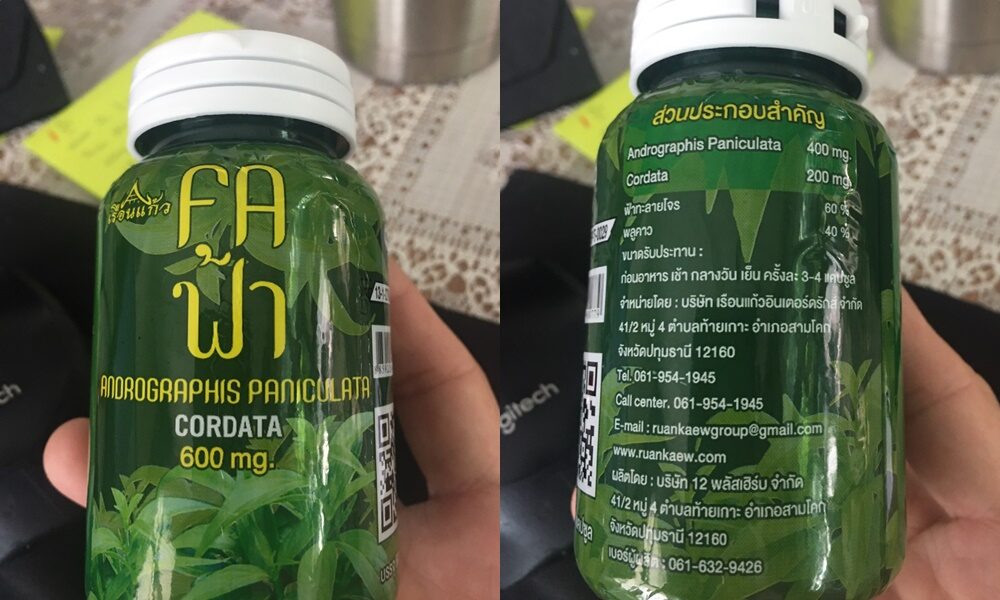 เรือนแก้ว
FA
ฟ้า
ANDROGRAPHIS PANICULATA
CORDATA
600 mg.
ส่วนประกอบสำคัญ
Andrographis Paniculata 400 mg.
Cordata 200 mg.
ฟ้าทะลายโจร 60 %
พลูคาว 40 %
ขนาดรับประทาน :
ก่อนอาหาร เช้า กลางวัน เย็น ครั้งละ 3-4 แคปซูล
จำหน่ายโดย : บริษัท เรือนแก้วอินเตอร์ดรักส์ จำกัด
41/2 หมู่ 4 ตำบลท้ายเกาะ อำเภอสามโคก
จังหวัดปทุมธานี 12160
Tel. 061-954-1945
Call center. 061-954-1945
E-mail : ruankaewgroup@gmail.com
www.ruankaew.com
ผลิตโดย : บริษัท 12 พลัสเฮิร์บ จำกัด
41/2 หมู่ 4 ตำบลท้ายเกาะ อำเภอสามโคก
จังหวัดปทุมธานี 12160
เบอร์ผู้ผลิต : 061-632-9426